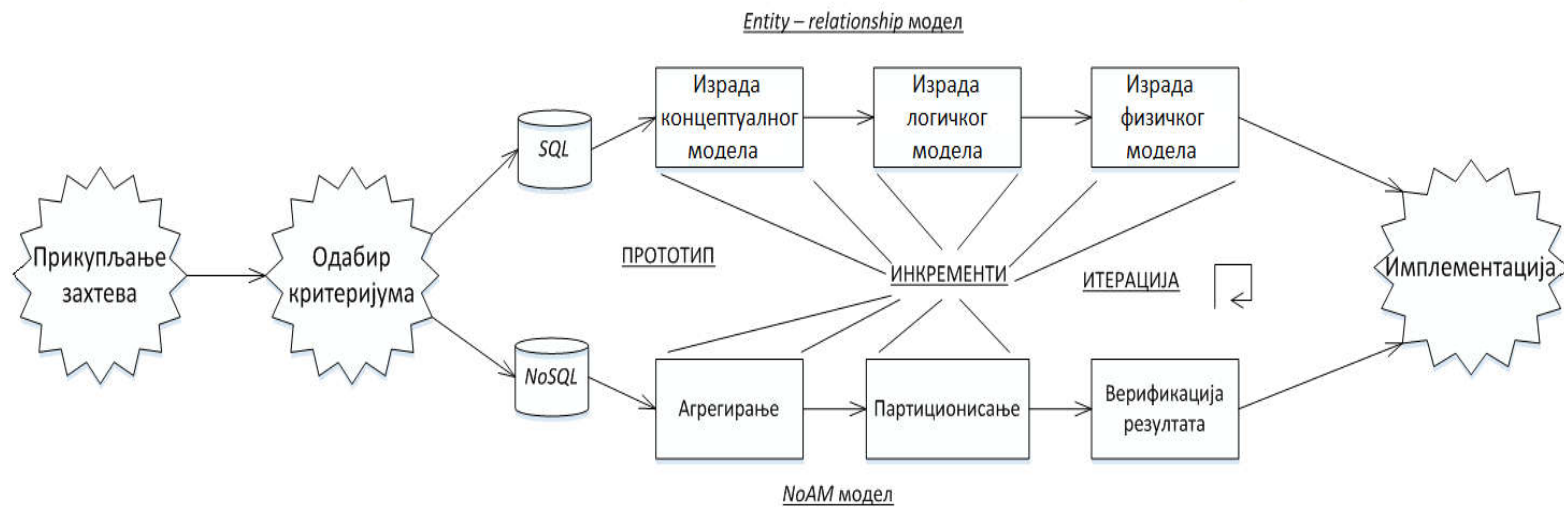 Entity – relationship модел
Израда
концептуалног
модела
Израда
логичког
модела
Израда
физичког
модела
SQL
Прикупљање
захтева
Одабир
критеријума
ПРОТОТИП
ИНКРЕМЕНТИ
ИТЕРАЦИЈА
Имплементација
NoSQL
Агрегирање
Партиционисање
Верификација
резултата
NoAM модел